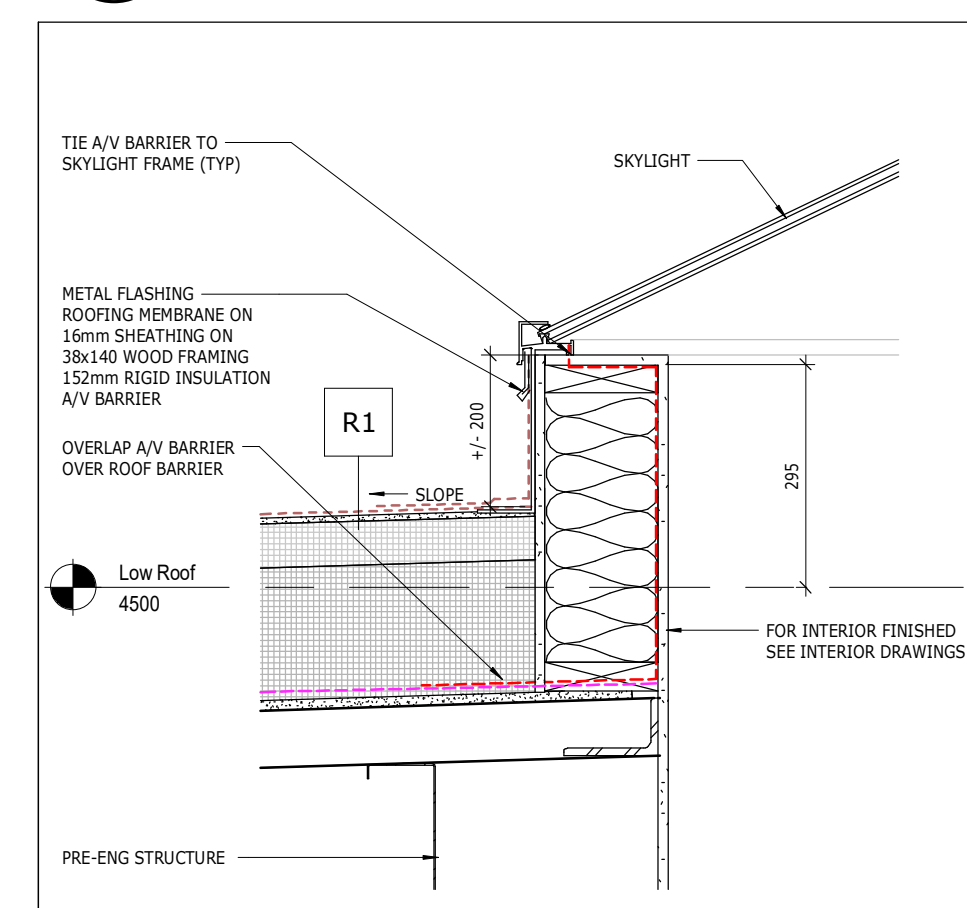 TIE A/V BARRIER TO
SKYLIGHT FRAME (TYP)
SKYLIGHT
METAL FLASHING
ROOFING MEMBRANE ON
16mm SHEATHING ON
38x140 WOOD FRAMING
152mm RIGID INSULATION
A/V BARRIER
R1
+/- 200
295
OVERLAP A/V BARRIER
OVER ROOF BARRIER
SLOPE
Low Roof
4500
FOR INTERIOR FINISHED
SEE INTERIOR DRAWINGS
PRE-ENG STRUCTURE